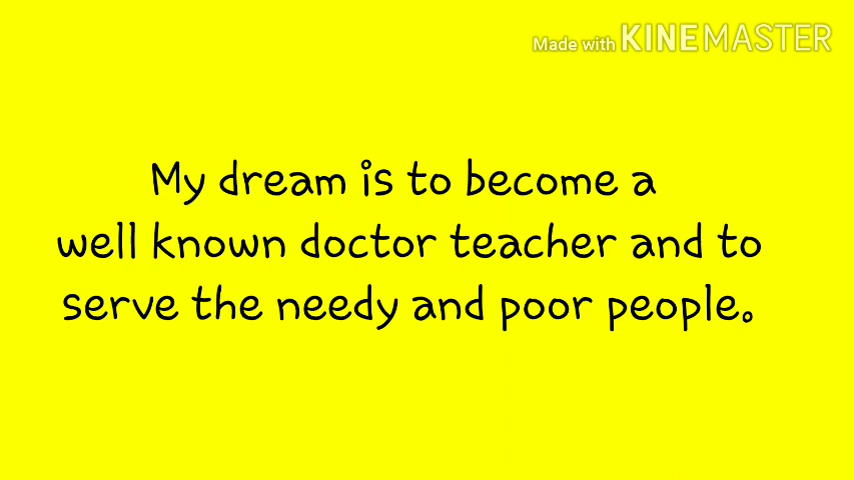 Made with KINEMASTER
My dream is to become a
well known doctor teacher and to
serve the needy and poor people.